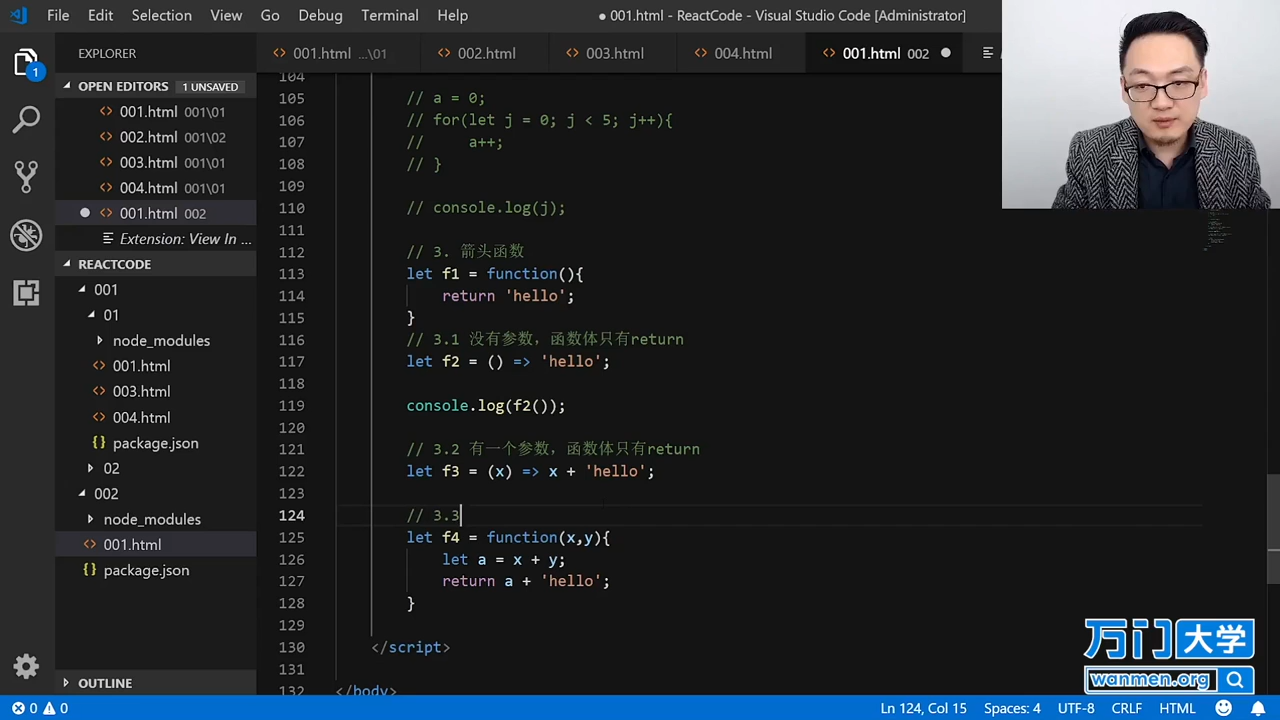 File Edit Selection View Go Debug Terminal Help
● 001.html - ReactCode - Visual Studio Code [Administrator]
EXPLORER
001.html ...\01
002.html
003.html
004.html
001.html 002 ●
1
OPEN EDITORS 1 UNSAVED
001.html 001\01
002.html 001\02
003.html 001\01
004.html 001\01
001.html 002
Extension: View In ...
REACTCODE
001
01
node_modules
001.html
003.html
004.html
package.json
02
002
node_modules
001.html
package.json
OUTLINE
104
105 // a = 0;
106 // for(let j = 0; j < 5; j++){
107 // a++;
108 // }
109
110 // console.log(j);
111
112 // 3. 箭头函数
113 let f1 = function(){
114 return 'hello';
115 }
116 // 3.1 没有参数，函数体只有return
117 let f2 = () => 'hello';
118
119 console.log(f2());
120
121 // 3.2 有一个参数，函数体只有return
122 let f3 = (x) => x + 'hello';
123
124 // 3.3
125 let f4 = function(x,y){
126 let a = x + y;
127 return a + 'hello';
128 }
129
130 </script>
131
132 </body>
万门大学
wanmen.org
0 0 Ln 124, Col 15 Spaces: 4 UTF-8 CRLF HTML